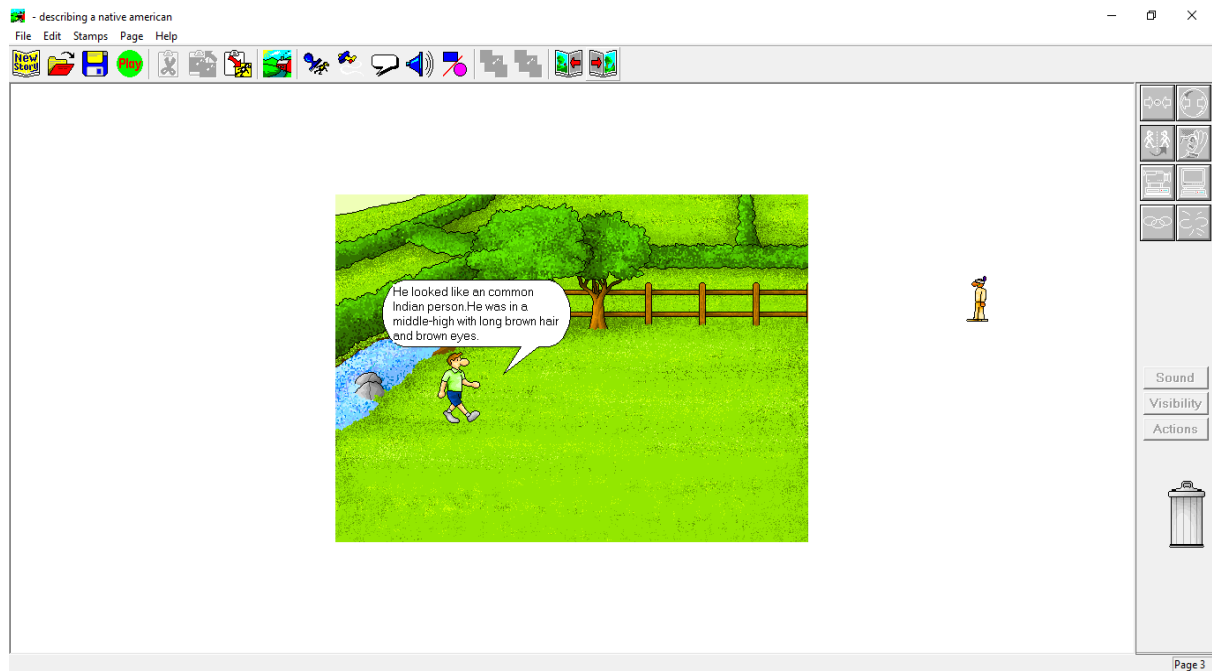 - describing a native american
File Edit Stamps Page Help
New Story Play
He looked like an common
Indian person.He was in a
middle-high with long brown hair
and brown eyes.
Sound
Visibility
Actions
Page 3